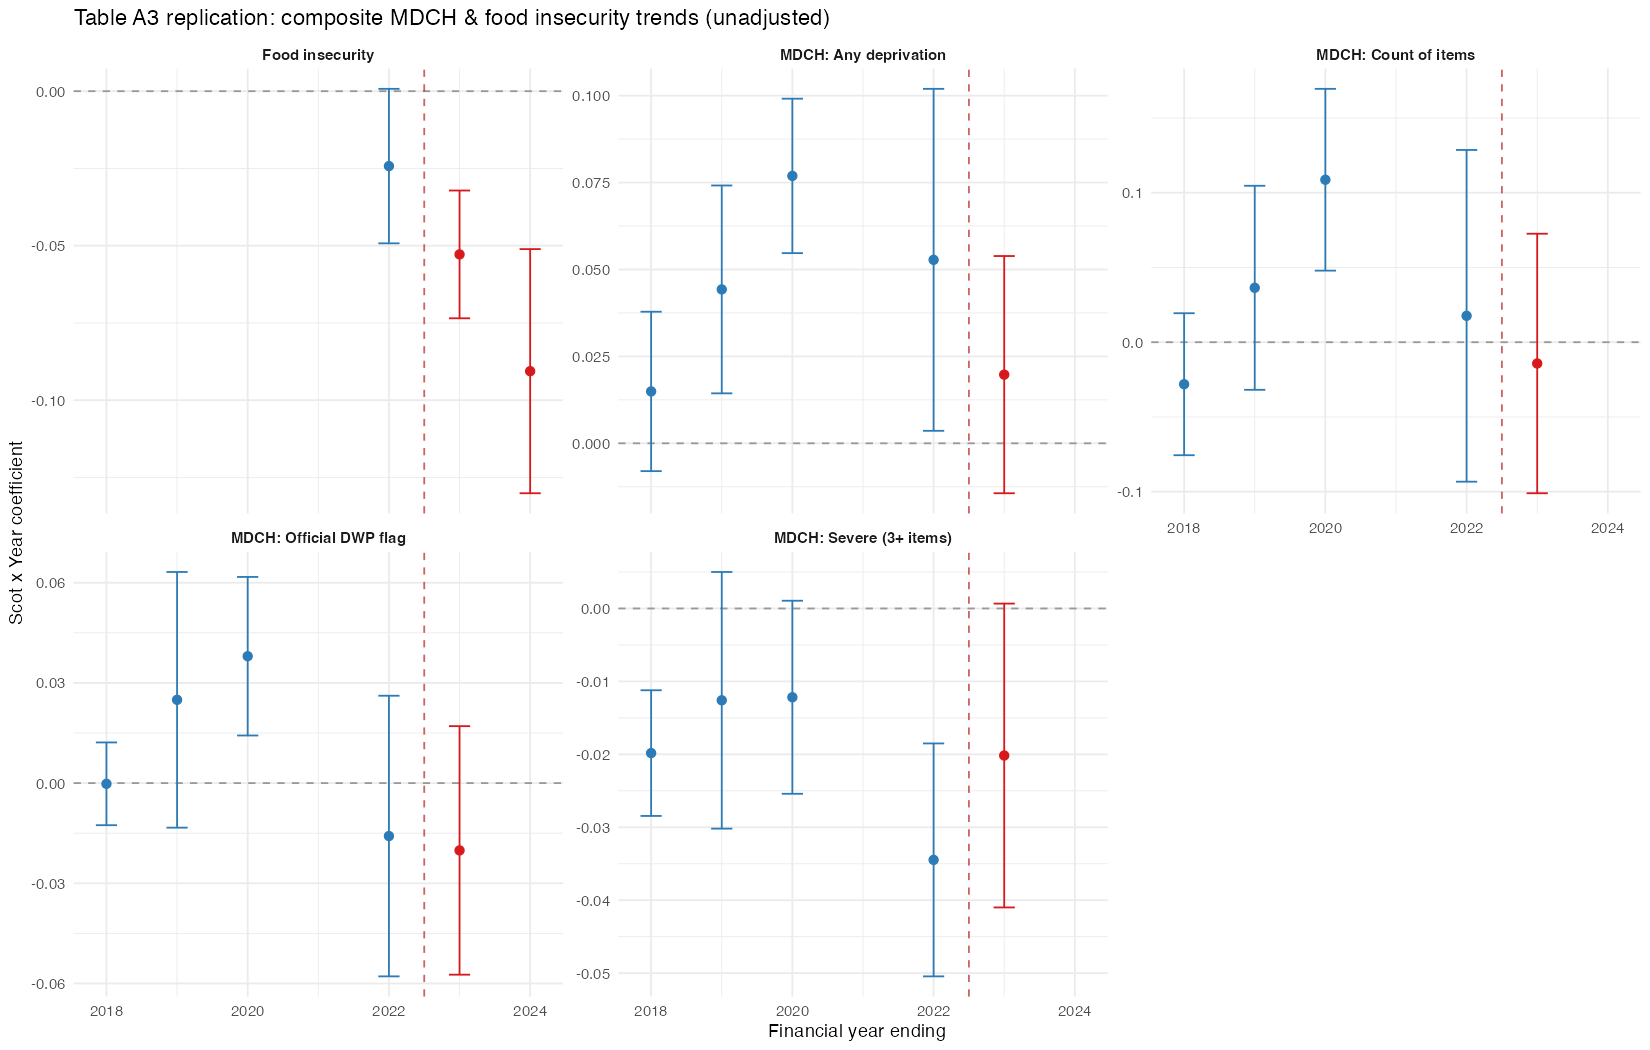 Table A3 replication: composite MDCH & food insecurity trends (unadjusted)
Food insecurity
MDCH: Any deprivation
MDCH: Count of items
0.00
-0.05
-0.10
0.100
0.075
0.050
0.025
0.000
0.1
0.0
-0.1
2018 2020 2022 2024
Scot x Year coefficient
MDCH: Official DWP flag
MDCH: Severe (3+ items)
0.06
0.03
0.00
-0.03
-0.06
0.00
-0.01
-0.02
-0.03
-0.04
-0.05
2018 2020 2022 2024
2018 2020 2022 2024
Financial year ending